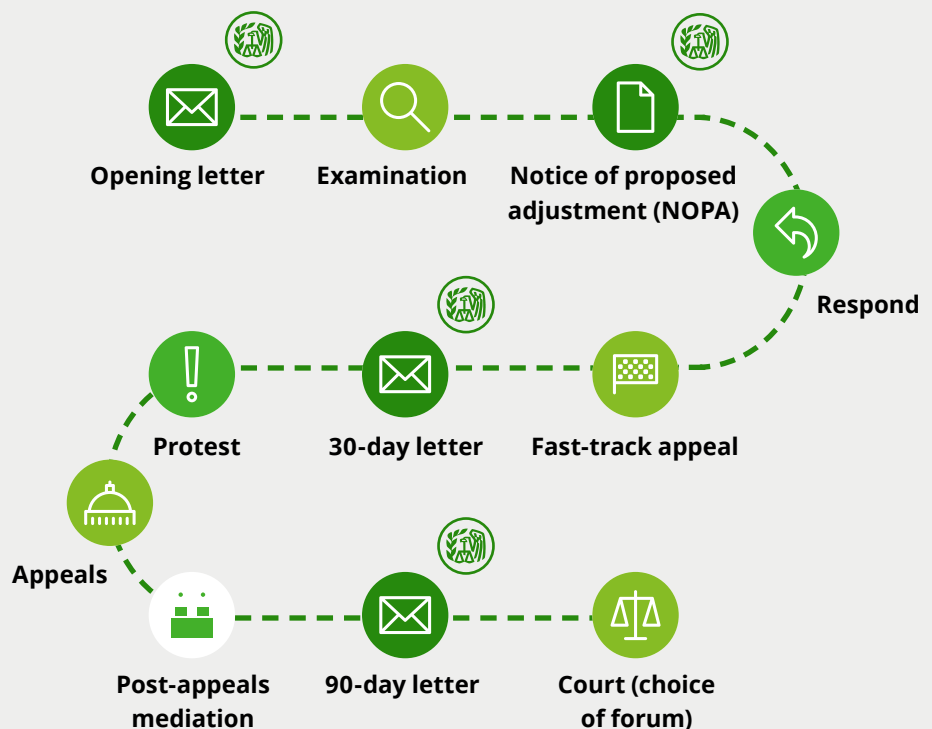 Opening letter
Examination
Notice of proposed
adjustment (NOPA)
Respond
Fast-track appeal
30-day letter
Protest
Appeals
Post-appeals
mediation
90-day letter
Court (choice
of forum)